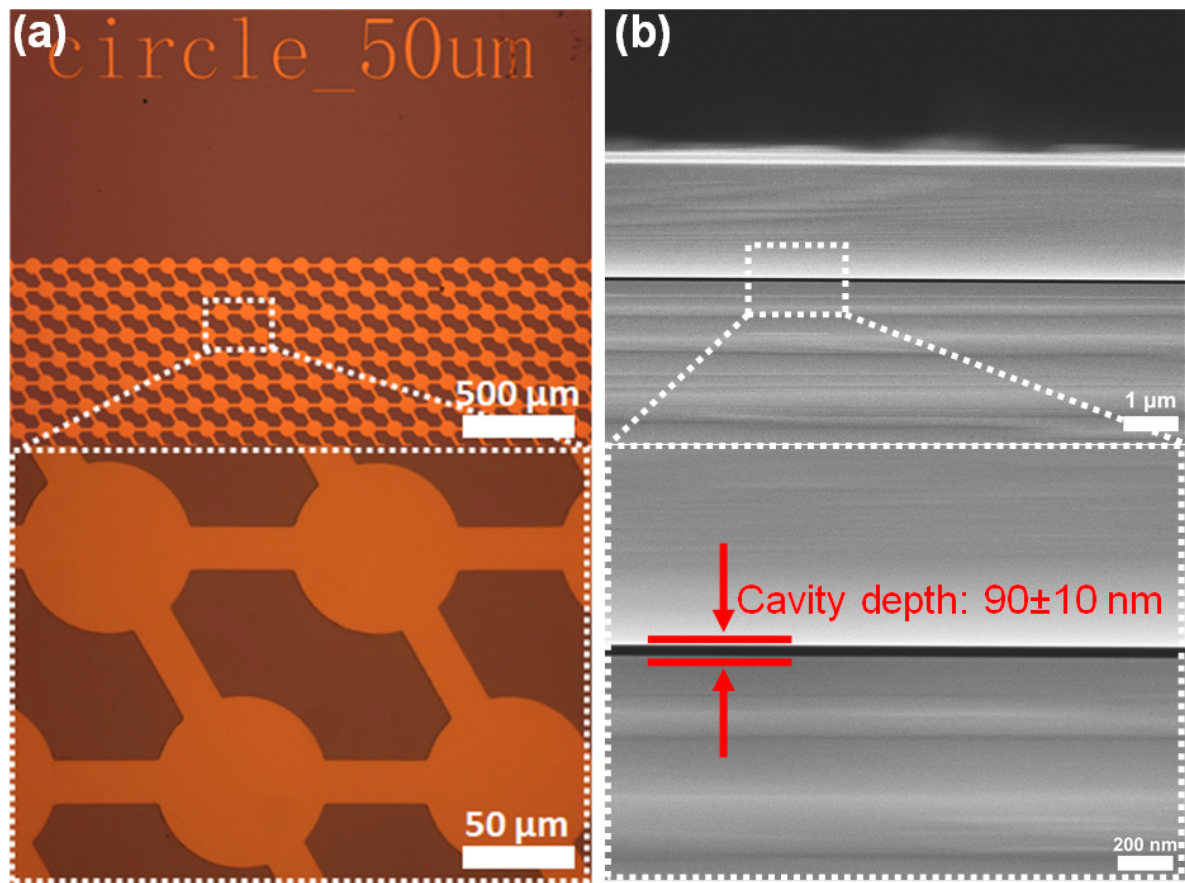 (a)
circle_50um
500 µm
50 µm
(b)
1 µm
Cavity depth: 90±10 nm
200 nm